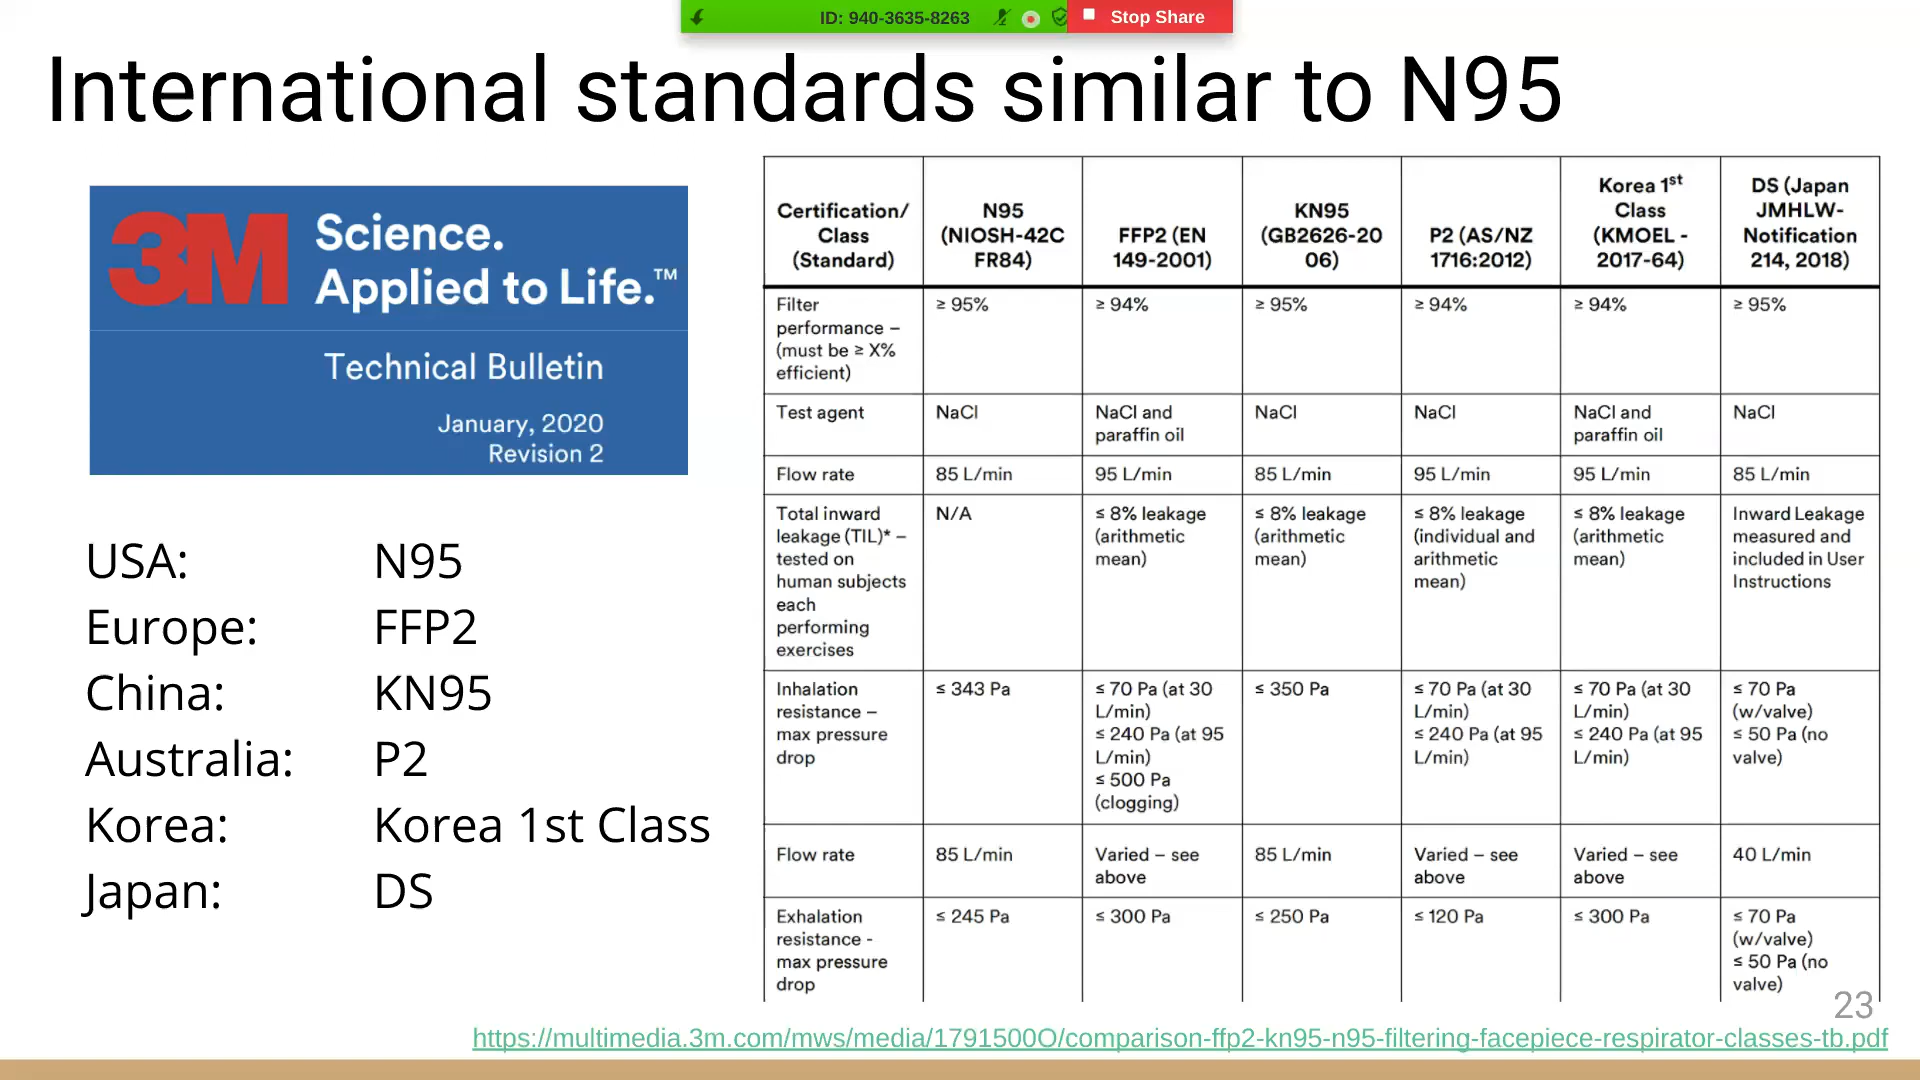 ID: 940-3635-8263
Stop Share
International standards similar to N95
3M Science.
Applied to Life.™
Technical Bulletin
January, 2020
Revision 2
USA: N95
Europe: FFP2
China: KN95
Australia: P2
Korea: Korea 1st Class
Japan: DS
Certification/
Class
(Standard)
N95
(NIOSH-42C
FR84)
FFP2 (EN
149-2001)
KN95
(GB2626-20
06)
P2 (AS/NZ
1716:2012)
Korea 1st
Class
(KMOEL -
2017-64)
DS (Japan
JMHLW-
Notification
214, 2018)
Filter
performance –
(must be ≥ X%
efficient)
≥ 95%
≥ 94%
≥ 95%
≥ 94%
≥ 94%
≥ 95%
Test agent
NaCl
NaCl and
paraffin oil
NaCl
NaCl
NaCl and
paraffin oil
NaCl
Flow rate
85 L/min
95 L/min
85 L/min
95 L/min
95 L/min
85 L/min
Total inward
leakage (TIL)* –
tested on
human subjects
each
performing
exercises
N/A
≤ 8% leakage
(arithmetic
mean)
≤ 8% leakage
(arithmetic
mean)
≤ 8% leakage
(individual and
arithmetic
mean)
≤ 8% leakage
(arithmetic
mean)
Inward Leakage
measured and
included in User
Instructions
Inhalation
resistance –
max pressure
drop
≤ 343 Pa
≤ 70 Pa (at 30
L/min)
≤ 240 Pa (at 95
L/min)
≤ 500 Pa
(clogging)
≤ 350 Pa
≤ 70 Pa (at 30
L/min)
≤ 240 Pa (at 95
L/min)
≤ 70 Pa (at 30
L/min)
≤ 240 Pa (at 95
L/min)
≤ 70 Pa
(w/valve)
≤ 50 Pa (no
valve)
Flow rate
85 L/min
Varied – see
above
85 L/min
Varied – see
above
Varied – see
above
40 L/min
Exhalation
resistance -
max pressure
drop
≤ 245 Pa
≤ 300 Pa
≤ 250 Pa
≤ 120 Pa
≤ 300 Pa
≤ 70 Pa
(w/valve)
≤ 50 Pa (no
valve)
23
https://multimedia.3m.com/mws/media/1791500O/comparison-ffp2-kn95-n95-filtering-facepiece-respirator-classes-tb.pdf